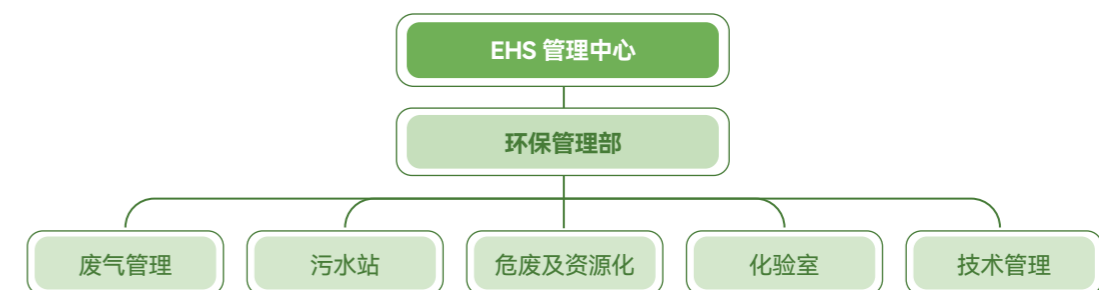 EHS 管理中心
环保管理部
废气管理
污水站
危废及资源化
化验室
技术管理